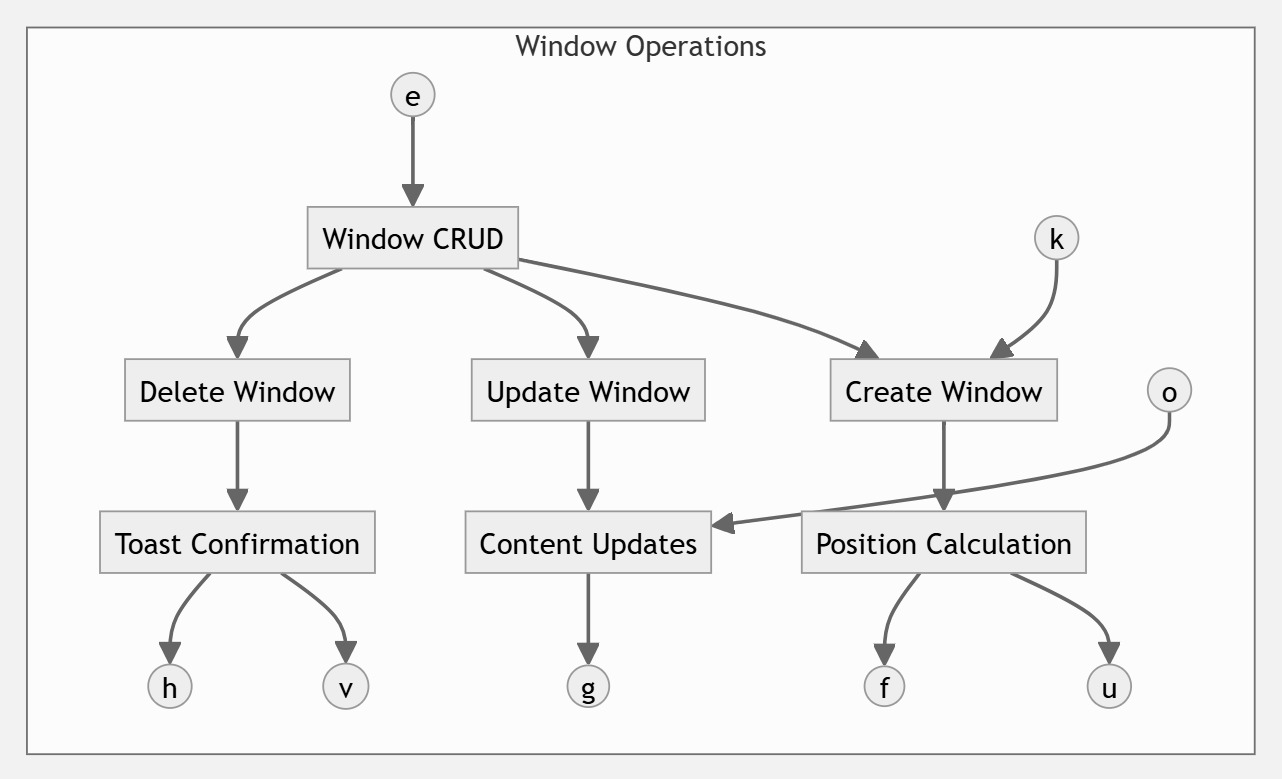 Window Operations
e
Window CRUD
k
Delete Window
Update Window
Create Window
o
Toast Confirmation
Content Updates
Position Calculation
h
v
g
f
u